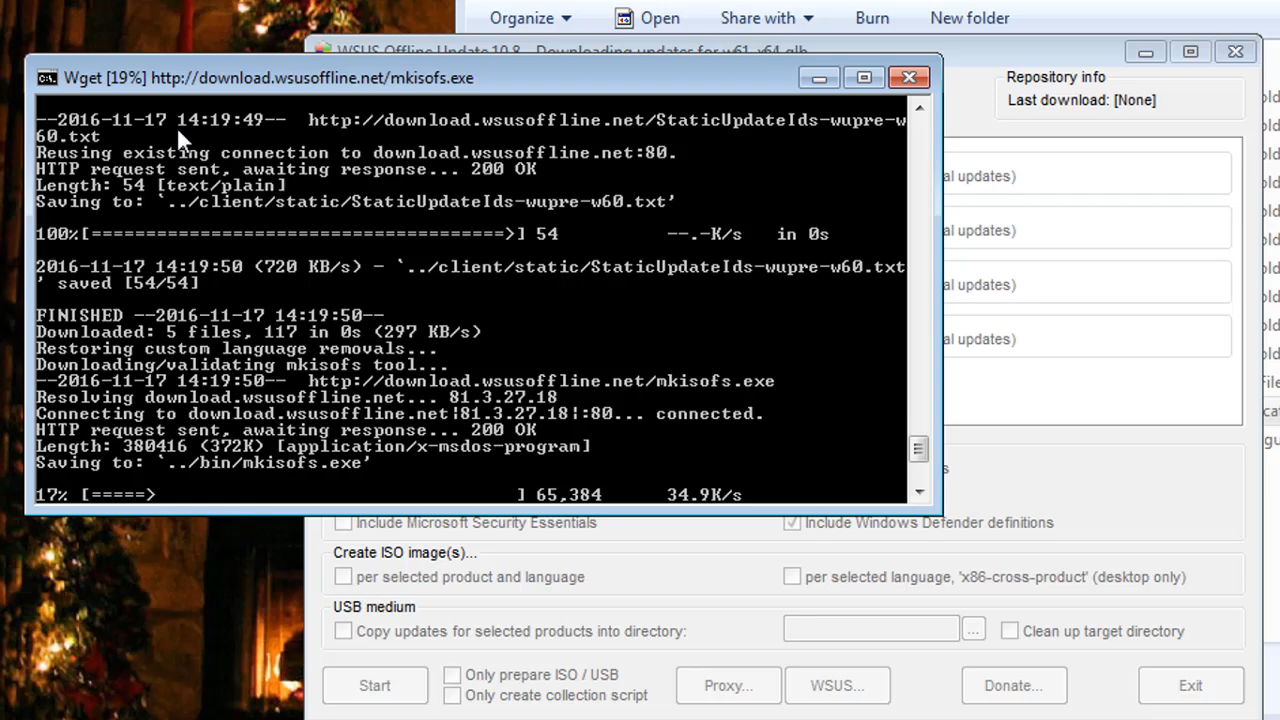 Organize
Open
Share with
Burn
New folder
WSUS Offline Update 10.8 - Downloading updates for w61-x64 glb
Wget [19%] http://download.wsusoffline.net/mkisofs.exe
Repository info
Last download: [None]
--2016-11-17 14:19:49--  http://download.wsusoffline.net/StaticUpdateIds-wupre-w
60.txt
Reusing existing connection to download.wsusoffline.net:80.
HTTP request sent, awaiting response... 200 OK
Length: 54 [text/plain]
Saving to: `../client/static/StaticUpdateIds-wupre-w60.txt'
100%[======================================>] 54          --.-K/s   in 0s
2016-11-17 14:19:50 (720 KB/s) - `../client/static/StaticUpdateIds-wupre-w60.txt
' saved [54/54]
FINISHED --2016-11-17 14:19:50--
Downloaded: 5 files, 117 in 0s (297 KB/s)
Restoring custom language removals...
Downloading/validating mkisofs tool...
--2016-11-17 14:19:50--  http://download.wsusoffline.net/mkisofs.exe
Resolving download.wsusoffline.net... 81.3.27.18
Connecting to download.wsusoffline.net|81.3.27.18|:80... connected.
HTTP request sent, awaiting response... 200 OK
Length: 380416 (372K) [application/x-msdos-program]
Saving to: `../bin/mkisofs.exe'
17% [=====>                                 ] 65,384      34.9K/s
updates)
updates)
updates)
updates)
Include Microsoft Security Essentials
Include Windows Defender definitions
Create ISO image(s)...
per selected product and language
per selected language, 'x86-cross-product' (desktop only)
USB medium
Copy updates for selected products into directory:
...
Clean up target directory
Start
Only prepare ISO / USB
Only create collection script
Proxy...
WSUS...
Donate...
Exit